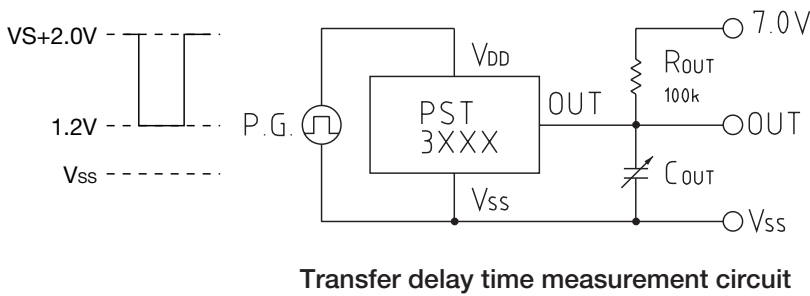 VS+2.0V
1.2V
VSS
P.G.
VDD
PST
3XXX
VSS
OUT
7.0V
ROUT
100k
OUT
COUT
VSS
Transfer delay time measurement circuit